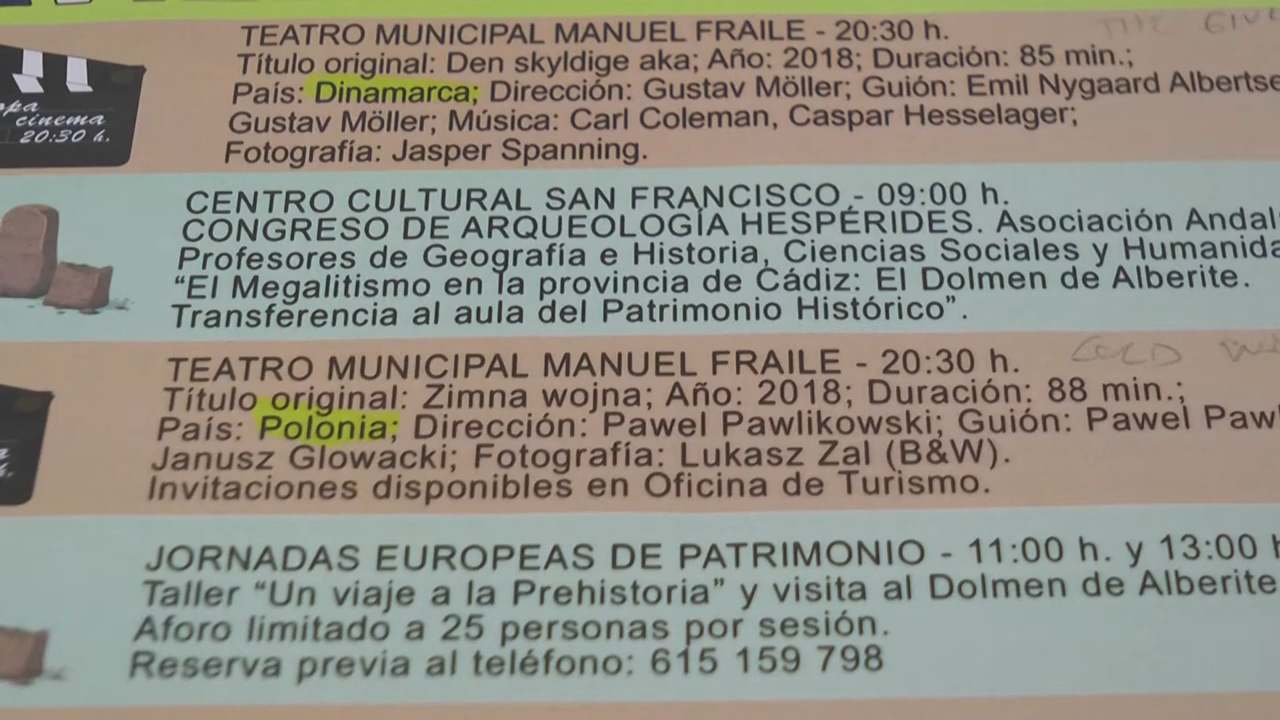 TEATRO MUNICIPAL MANUEL FRAILE - 20:30 h.
Título original: Den skyldige aka; Año: 2018; Duración: 85 min.;
País: Dinamarca; Dirección: Gustav Möller; Guión: Emil Nygaard
Gustav Möller; Música: Carl Coleman, Caspar Hesselager;
Fotografía: Jasper Spanning.
cinema
20:30 h.
CENTRO CULTURAL SAN FRANCISCO - 09:00 h.
CONGRESO DE ARQUEOLOGÍA HESPÉRIDES. Asociación
Profesores de Geografía e Historia, Ciencias Sociales y
“El Megalitismo en la provincia de Cádiz: El Dolmen de Alberite.
Transferencia al aula del Patrimonio Histórico”.
COLD
TEATRO MUNICIPAL MANUEL FRAILE - 20:30 h.
Título original: Zimna wojna; Año: 2018; Duración: 88 min.;
País: Polonia; Dirección: Pawel Pawlikowski; Guión: Pawel
Janusz Glowacki; Fotografía: Lukasz Zal (B&W).
Invitaciones disponibles en Oficina de Turismo.
JORNADAS EUROPEAS DE PATRIMONIO - 11:00 h. y 13:00
Taller “Un viaje a la Prehistoria” y visita al Dolmen de Alberite
Aforo limitado a 25 personas por sesión.
Reserva previa al teléfono: 615 159 798